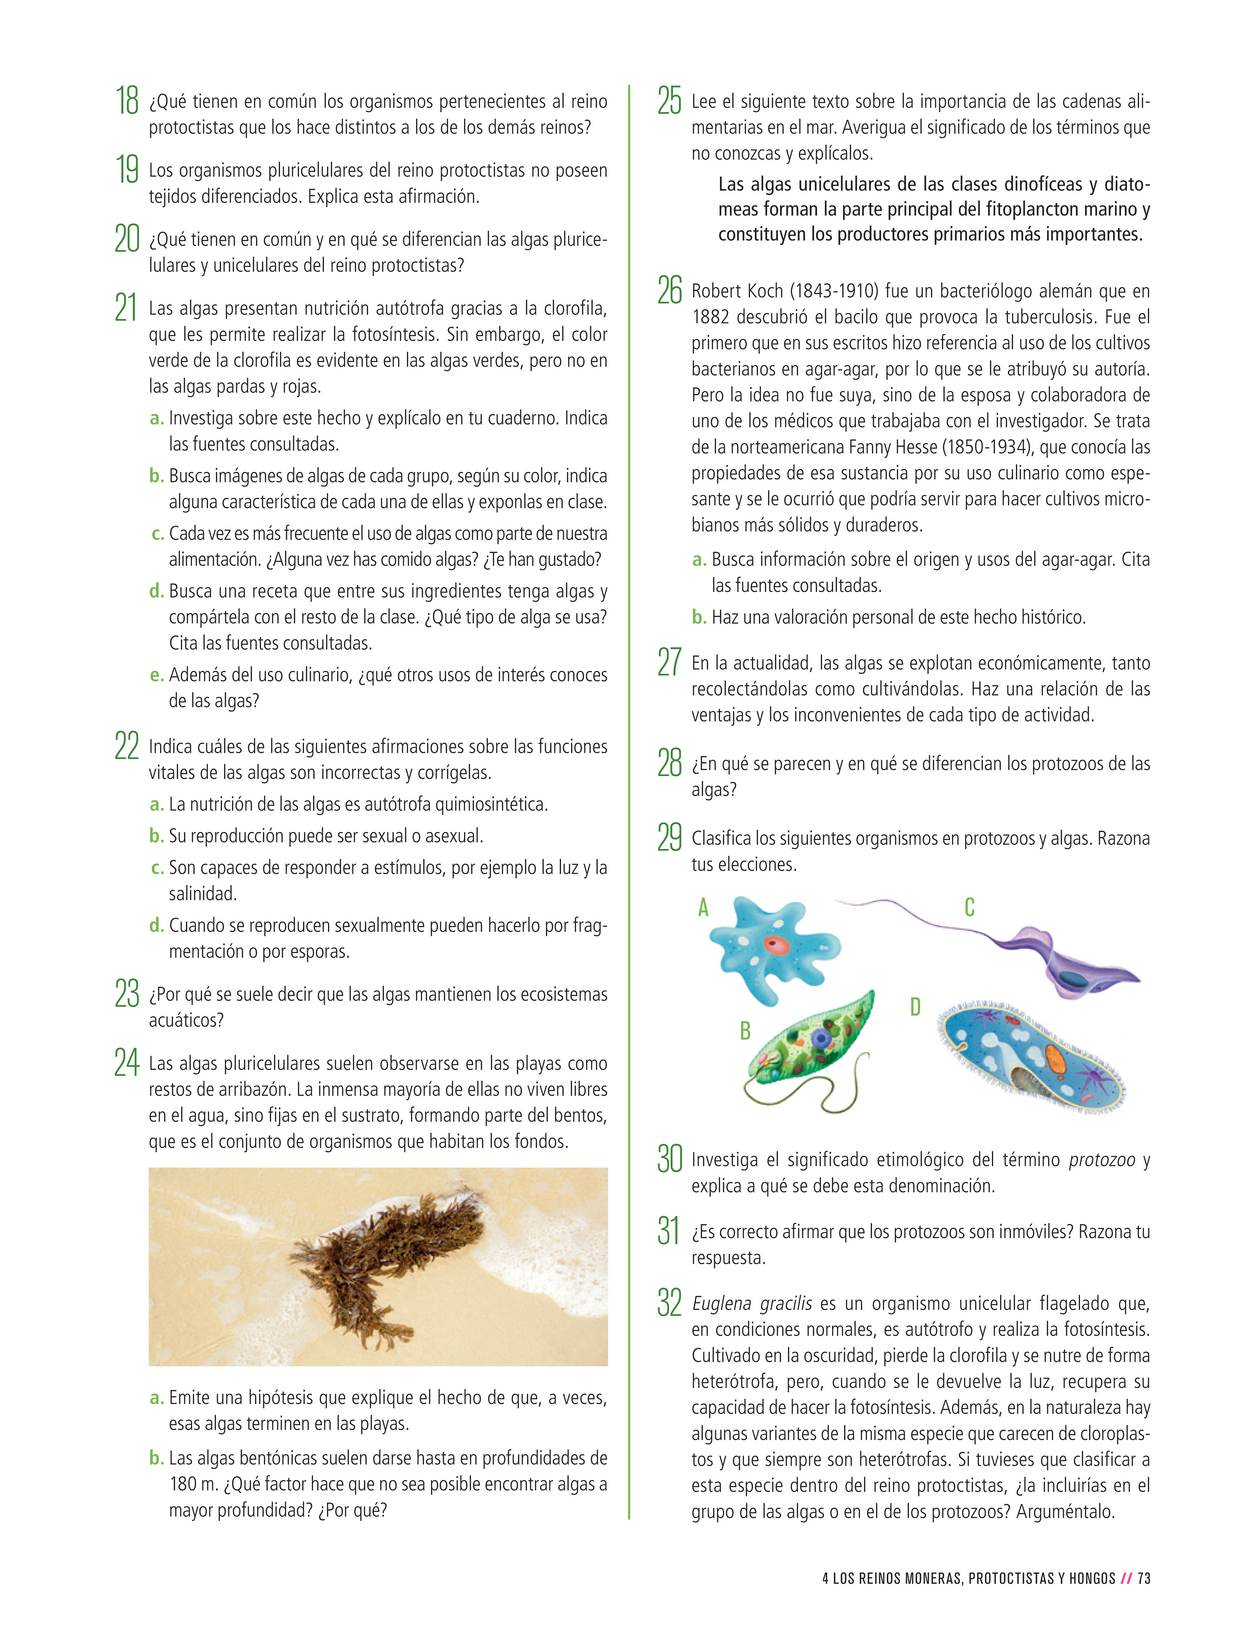 18 ¿Qué tienen en común los organismos pertenecientes al reino
protoctistas que los hace distintos a los de los demás reinos?
19 Los organismos pluricelulares del reino protoctistas no poseen
tejidos diferenciados. Explica esta afirmación.
20 ¿Qué tienen en común y en qué se diferencian las algas plurice-
lulares y unicelulares del reino protoctistas?
21 Las algas presentan nutrición autótrofa gracias a la clorofila,
que les permite realizar la fotosíntesis. Sin embargo, el color
verde de la clorofila es evidente en las algas verdes, pero no en
las algas pardas y rojas.
a. Investiga sobre este hecho y explícalo en tu cuaderno. Indica
las fuentes consultadas.
b. Busca imágenes de algas de cada grupo, según su color, indica
alguna característica de cada una de ellas y exponlas en clase.
c. Cada vez es más frecuente el uso de algas como parte de nuestra
alimentación. ¿Alguna vez has comido algas? ¿Te han gustado?
d. Busca una receta que entre sus ingredientes tenga algas y
compártela con el resto de la clase. ¿Qué tipo de alga se usa?
Cita las fuentes consultadas.
e. Además del uso culinario, ¿qué otros usos de interés conoces
de las algas?
22 Indica cuáles de las siguientes afirmaciones sobre las funciones
vitales de las algas son incorrectas y corrígelas.
a. La nutrición de las algas es autótrofa quimiosintética.
b. Su reproducción puede ser sexual o asexual.
c. Son capaces de responder a estímulos, por ejemplo la luz y la
salinidad.
d. Cuando se reproducen sexualmente pueden hacerlo por frag-
mentación o por esporas.
23 ¿Por qué se suele decir que las algas mantienen los ecosistemas
acuáticos?
24 Las algas pluricelulares suelen observarse en las playas como
restos de arribazón. La inmensa mayoría de ellas no viven libres
en el agua, sino fijas en el sustrato, formando parte del bentos,
que es el conjunto de organismos que habitan los fondos.
a. Emite una hipótesis que explique el hecho de que, a veces,
esas algas terminen en las playas.
b. Las algas bentónicas suelen darse hasta en profundidades de
180 m. ¿Qué factor hace que no sea posible encontrar algas a
mayor profundidad? ¿Por qué?
25 Lee el siguiente texto sobre la importancia de las cadenas ali-
mentarias en el mar. Averigua el significado de los términos que
no conozcas y explícalos.
Las algas unicelulares de las clases dinofíceas y diato-
meas forman la parte principal del fitoplancton marino y
constituyen los productores primarios más importantes.
26 Robert Koch (1843-1910) fue un bacteriólogo alemán que en
1882 descubrió el bacilo que provoca la tuberculosis. Fue el
primero que en sus escritos hizo referencia al uso de los cultivos
bacterianos en agar-agar, por lo que se le atribuyó su autoría.
Pero la idea no fue suya, sino de la esposa y colaboradora de
uno de los médicos que trabajaba con el investigador. Se trata
de la norteamericana Fanny Hesse (1850-1934), que conocía las
propiedades de esa sustancia por su uso culinario como espe-
sante y se le ocurrió que podría servir para hacer cultivos micro-
bianos más sólidos y duraderos.
a. Busca información sobre el origen y usos del agar-agar. Cita
las fuentes consultadas.
b. Haz una valoración personal de este hecho histórico.
27 En la actualidad, las algas se explotan económicamente, tanto
recolectándolas como cultivándolas. Haz una relación de las
ventajas y los inconvenientes de cada tipo de actividad.
28 ¿En qué se parecen y en qué se diferencian los protozoos de las
algas?
29 Clasifica los siguientes organismos en protozoos y algas. Razona
tus elecciones.
A
C
B
D
30 Investiga el significado etimológico del término protozoo y
explica a qué se debe esta denominación.
31 ¿Es correcto afirmar que los protozoos son inmóviles? Razona tu
respuesta.
32 Euglena gracilis es un organismo unicelular flagelado que,
en condiciones normales, es autótrofo y realiza la fotosíntesis.
Cultivado en la oscuridad, pierde la clorofila y se nutre de forma
heterótrofa, pero, cuando se le devuelve la luz, recupera su
capacidad de hacer la fotosíntesis. Además, en la naturaleza hay
algunas variantes de la misma especie que carecen de cloroplas-
tos y que siempre son heterótrofas. Si tuvieses que clasificar a
esta especie dentro del reino protoctistas, ¿la incluirías en el
grupo de las algas o en el de los protozoos? Arguméntalo.
4 LOS REINOS MONERAS, PROTOCTISTAS Y HONGOS // 73